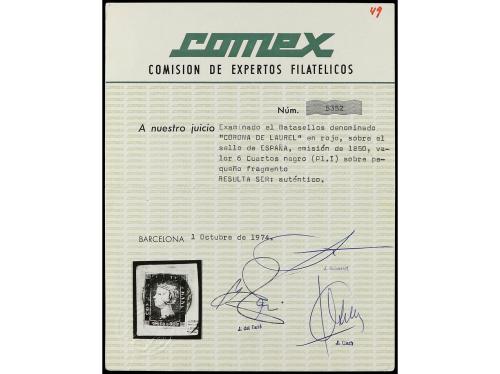 49
comex
COMISION DE EXPERTOS FILATELICOS
Núm. 5352
A nuestro juicio Examinado el Matasellos denominado
"CORONA DE LAUREL" en rojo, sobre el
sello de ESPAÑA, emisión de 1850, va-
lor 6 Cuartos negro (Pl.I) sobre pe-
queño fragmento
RESULTA SER: auténtico.
BARCELONA 1 Octubre de 1974.